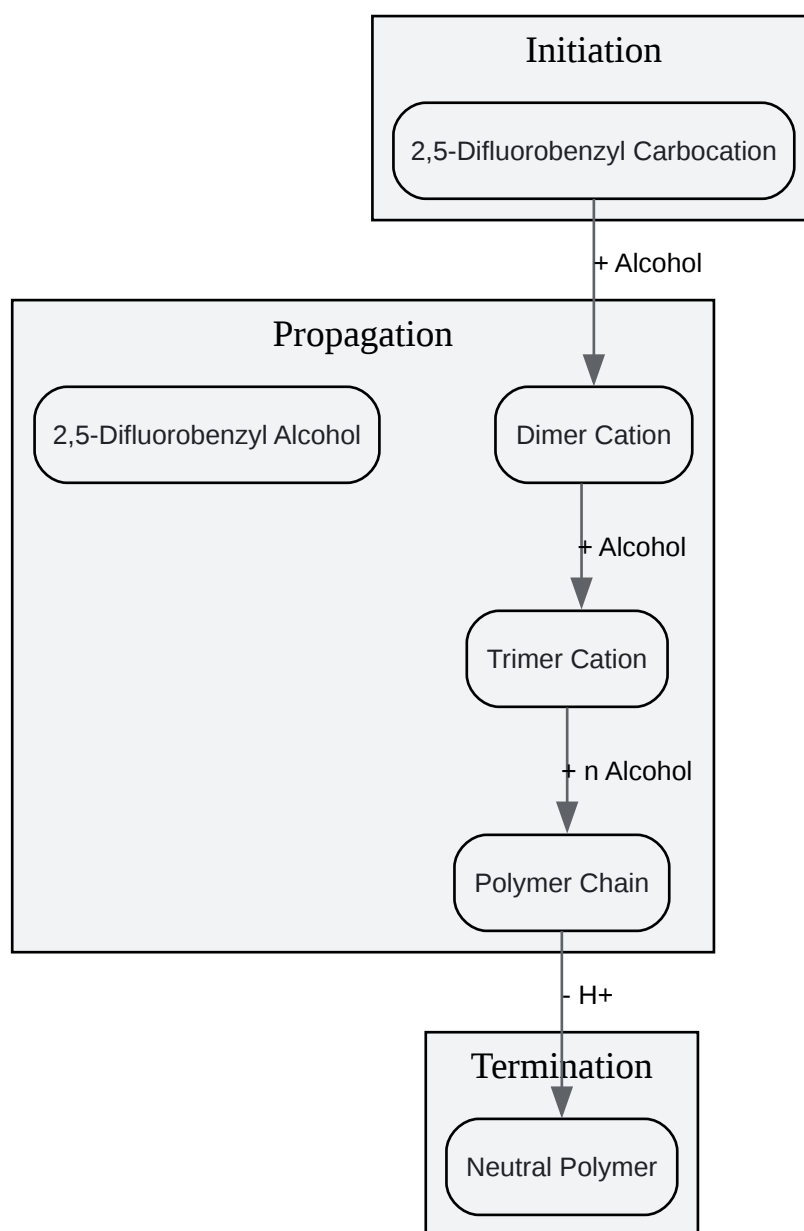 Initiation
2,5-Difluorobenzyl Carbocation
+ Alcohol
Propagation
2,5-Difluorobenzyl Alcohol
Dimer Cation
+ Alcohol
Trimer Cation
+ n Alcohol
Polymer Chain
- H+
Termination
Neutral Polymer